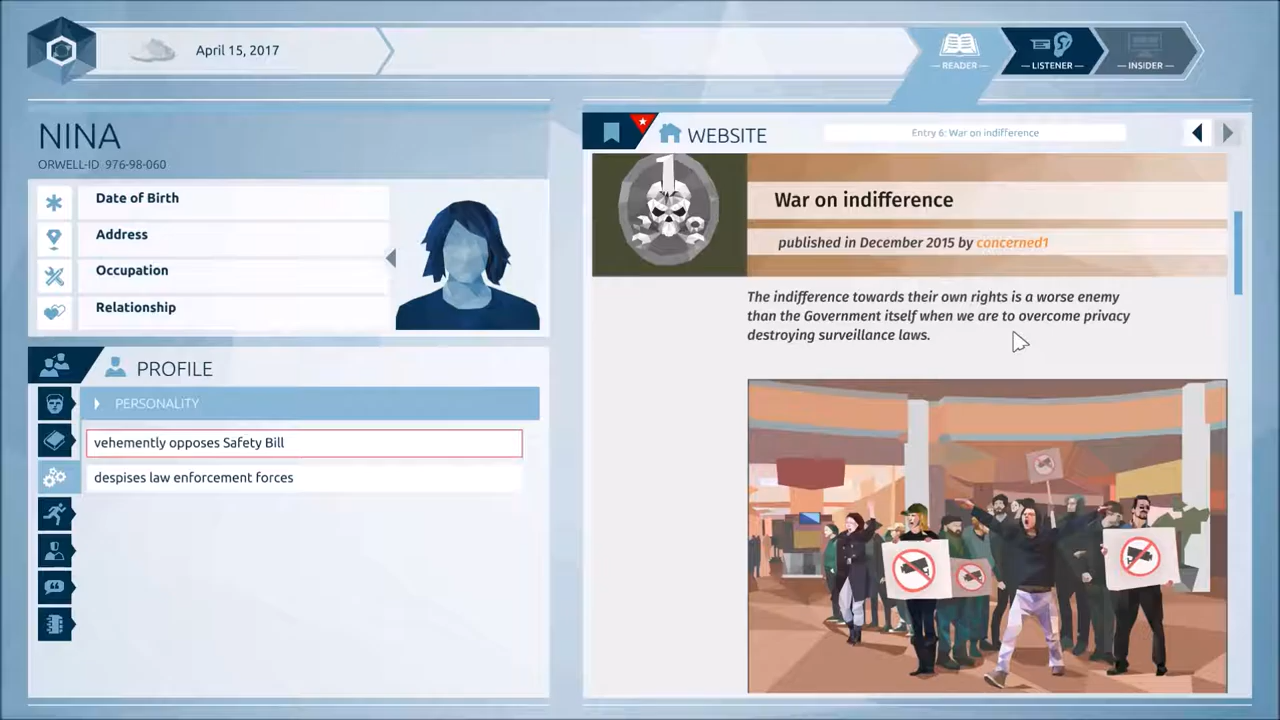 April 15, 2017
READER
LISTENER
INSIDER
NINA
ORWELL-ID 976-98-060
Date of Birth
Address
Occupation
Relationship
PROFILE
PERSONALITY
vehemently opposes Safety Bill
despises law enforcement forces
WEBSITE
Entry 6: War on indifference
1
War on indifference
published in December 2015 by concerned1
The indifference towards their own rights is a worse enemy
than the Government itself when we are to overcome privacy
destroying surveillance laws.